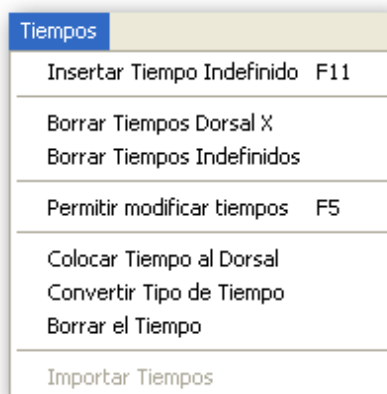 Tiempos
Insertar Tiempo Indefinido F11
Borrar Tiempos Dorsal X
Borrar Tiempos Indefinidos
Permitir modificar tiempos F5
Colocar Tiempo al Dorsal
Convertir Tipo de Tiempo
Borrar el Tiempo
Importar Tiempos